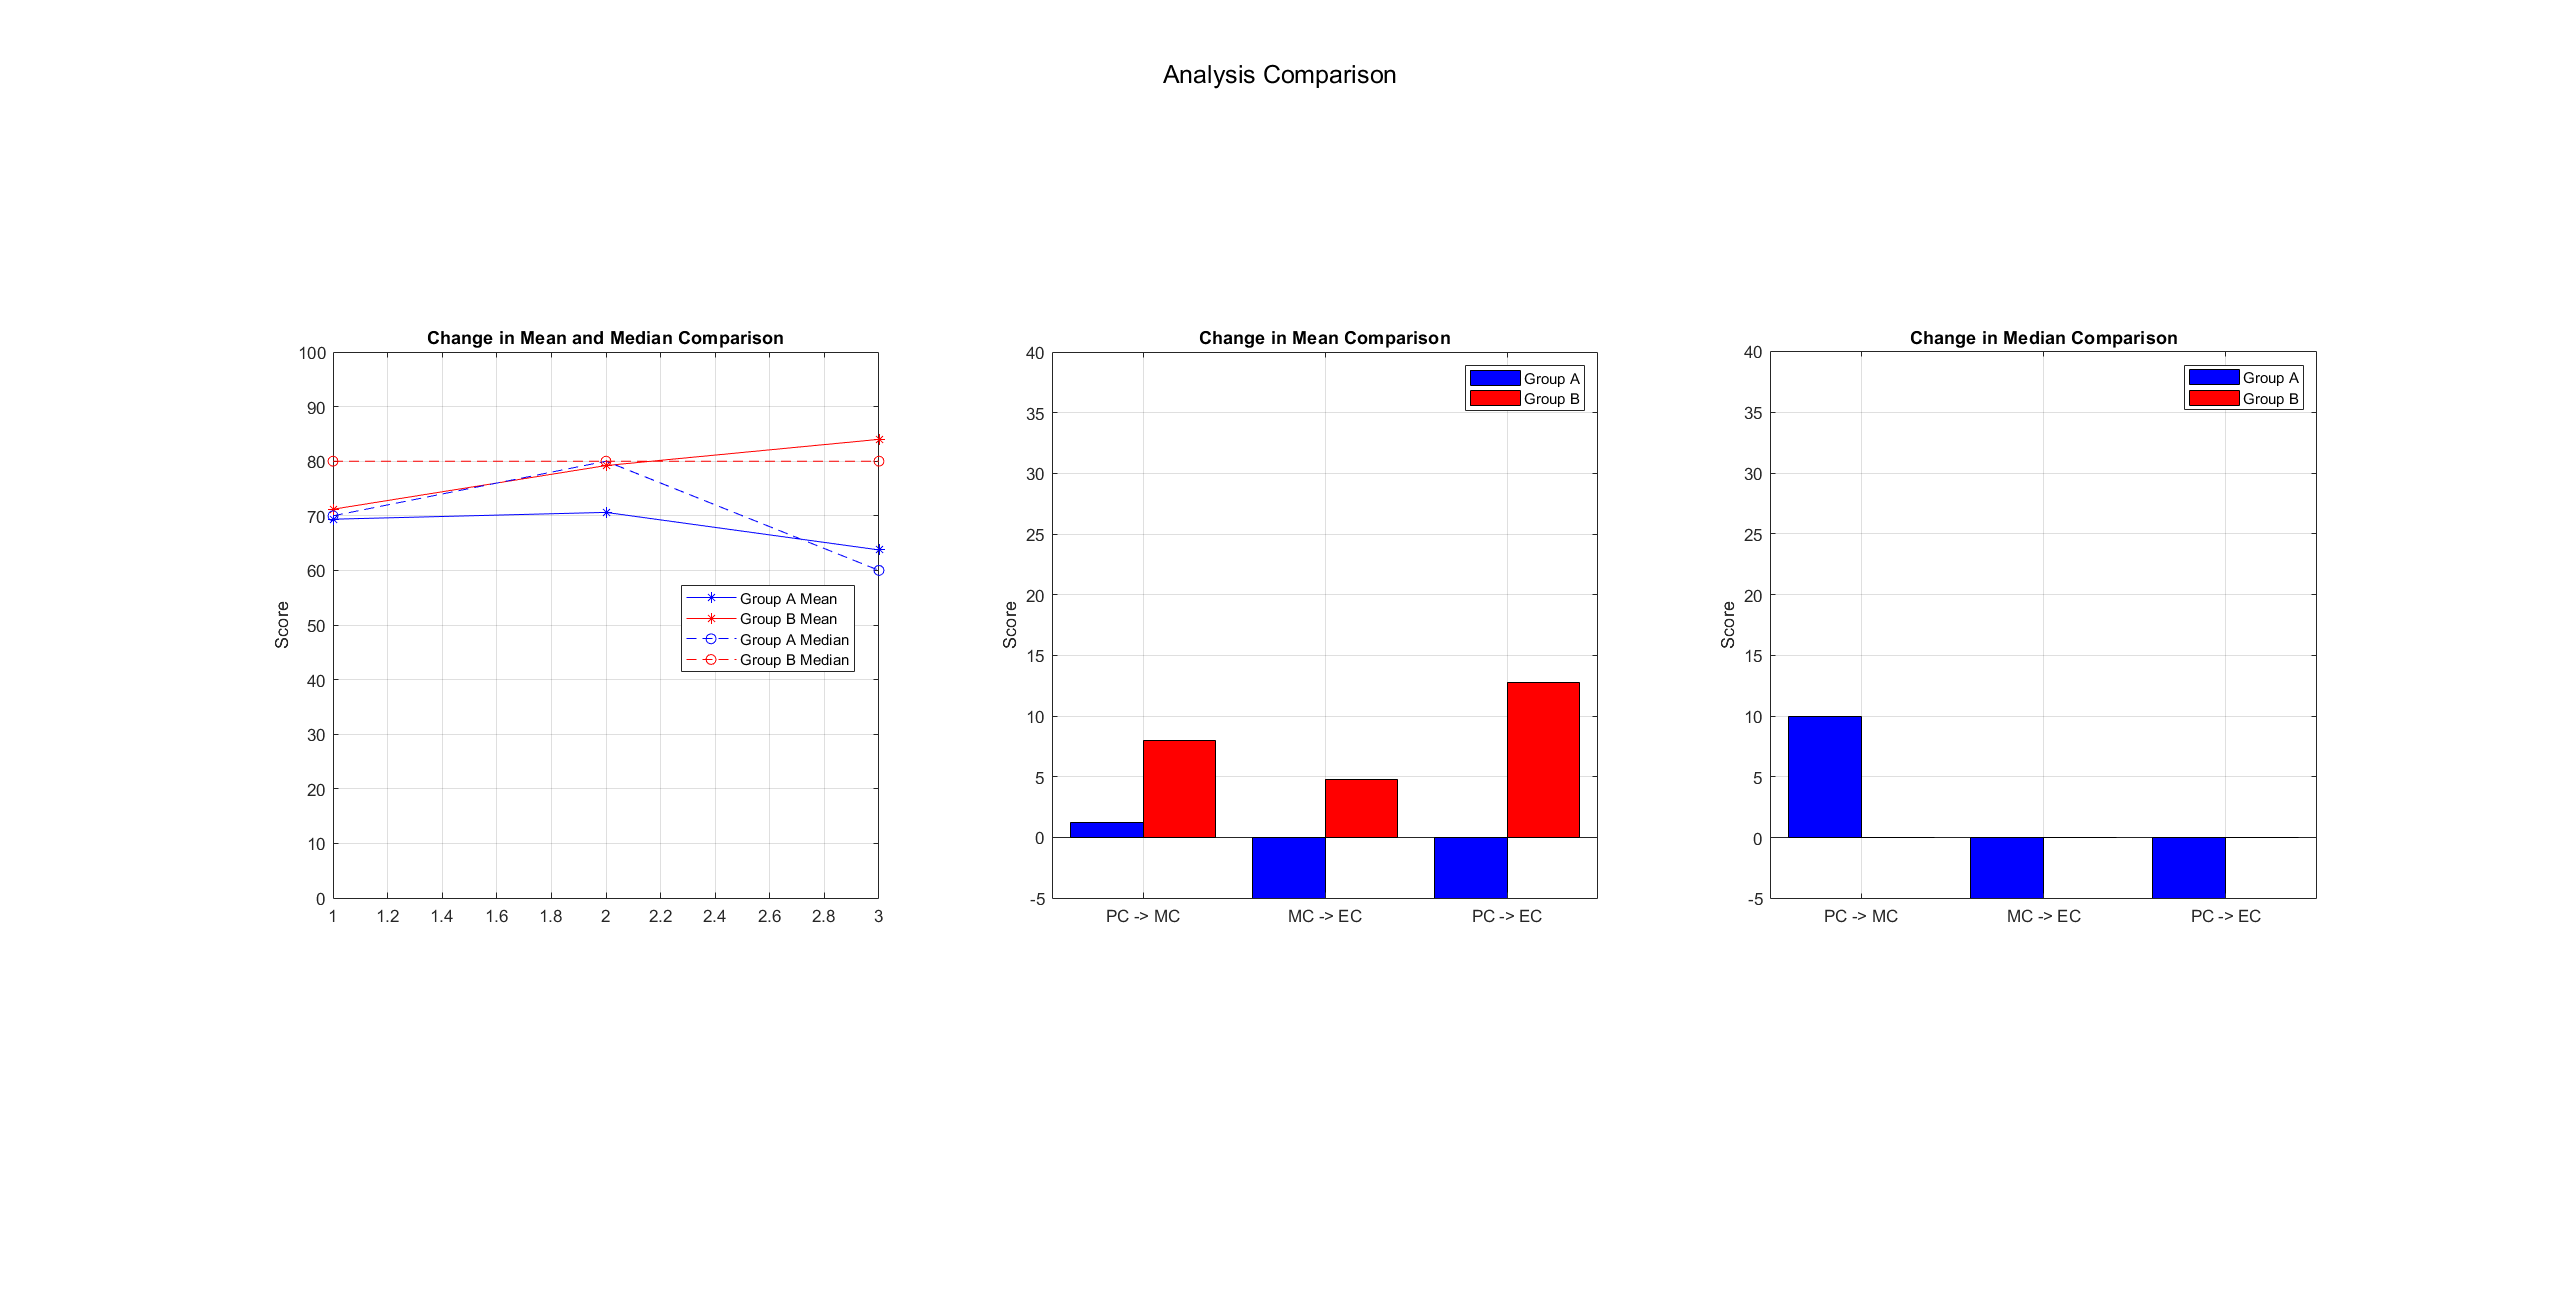 Analysis Comparison
Change in Mean and Median Comparison
100
90
80
70
60
50
40
30
20
10
0
Score
1 1.2 1.4 1.6 1.8 2 2.2 2.4 2.6 2.8 3
Group A Mean
Group B Mean
Group A Median
Group B Median
Change in Mean Comparison
40
35
30
25
20
15
10
5
0
-5
Score
PC -> MC MC -> EC PC -> EC
Group A
Group B
Change in Median Comparison
40
35
30
25
20
15
10
5
0
-5
Score
PC -> MC MC -> EC PC -> EC
Group A
Group B